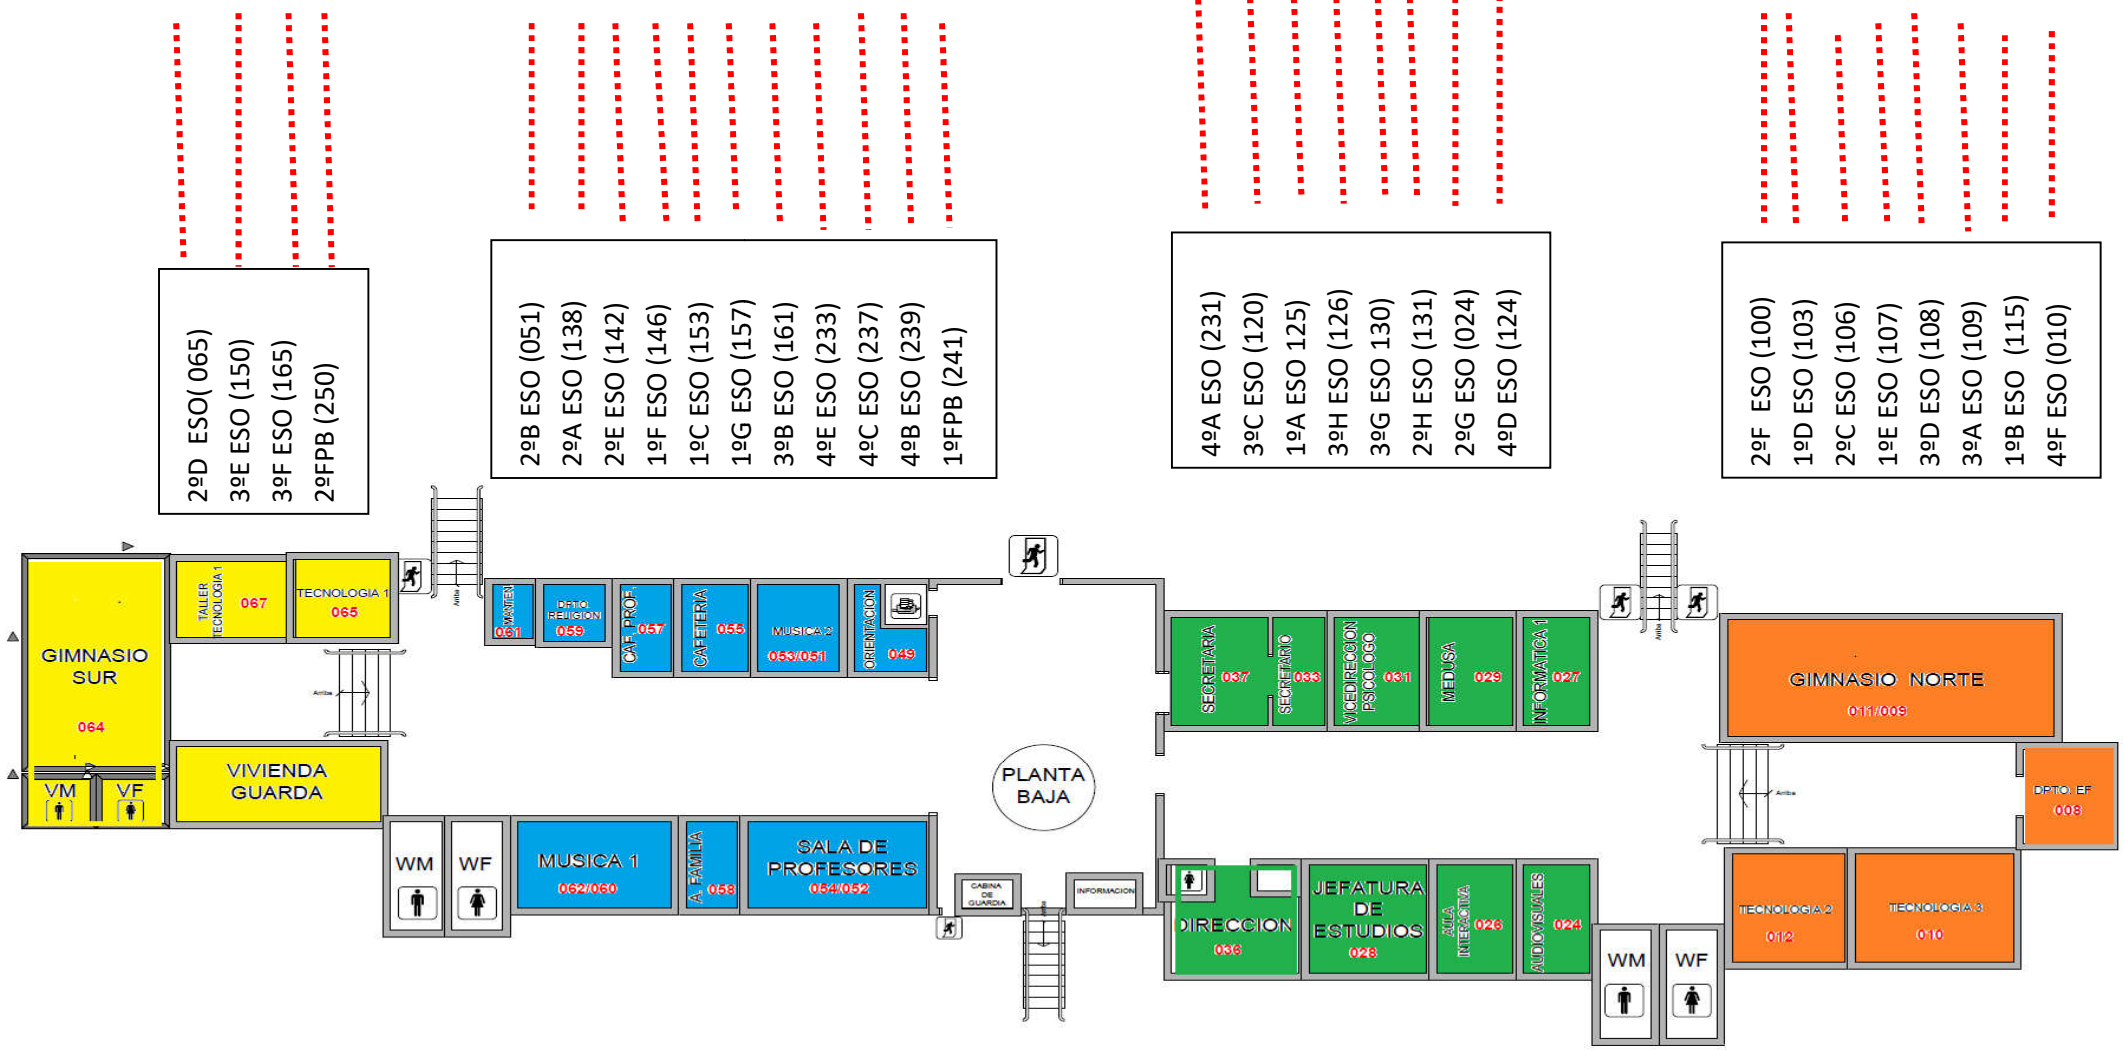 2ºD ESO( 065)
3ºE ESO (150)
3ºF ESO (165)
2ºFPB (250)
2ºB ESO (051)
2ºA ESO (138)
2ºE ESO (142)
1ºF ESO (146)
1ºC ESO (153)
1ºG ESO (157)
3ºB ESO (161)
4ºE ESO (233)
4ºC ESO (237)
4ºB ESO (239)
1ºFPB (241)
4ºA ESO (231)
3ºC ESO (120)
1ºA ESO 125)
3ºH ESO (126)
3ºG ESO 130)
2ºH ESO (131)
2ºG ESO (024)
4ºD ESO (124)
2ºF ESO (100)
1ºD ESO (103)
2ºC ESO (106)
1ºE ESO (107)
3ºD ESO (108)
3ºA ESO (109)
1ºB ESO (115)
4ºF ESO (010)
GIMNASIO
SUR
064
VM
VF
TALLER
TECNOLOGIA 1
067
TECNOLOGIA 1
065
Arriba
VIVIENDA
GUARDA
Arriba
WM
WF
MANTEN
061
DPTO.
RELIGION
059
CAF. PROF.
057
CAFETERIA
055
MUSICA 2
053/051
ORIENTACION
049
MUSICA 1
062/060
A. FAMILIA
058
SALA DE
PROFESORES
054/052
PLANTA
BAJA
CABINA
DE
GUARDIA
INFORMACION
Arriba
SECRETARIA
037
SECRETARIO
033
VICEDIRECCION
PSICOLOGO
031
MEDUSA
029
INFORMATICA 1
027
DIRECCION
036
JEFATURA
DE
ESTUDIOS
028
AULA
INTERACTIVA
026
AUDIOVISUALES
024
WM
WF
Arriba
GIMNASIO NORTE
011/009
Arriba
DPTO. EF
008
TECNOLOGIA 2
012
TECNOLOGIA 3
010